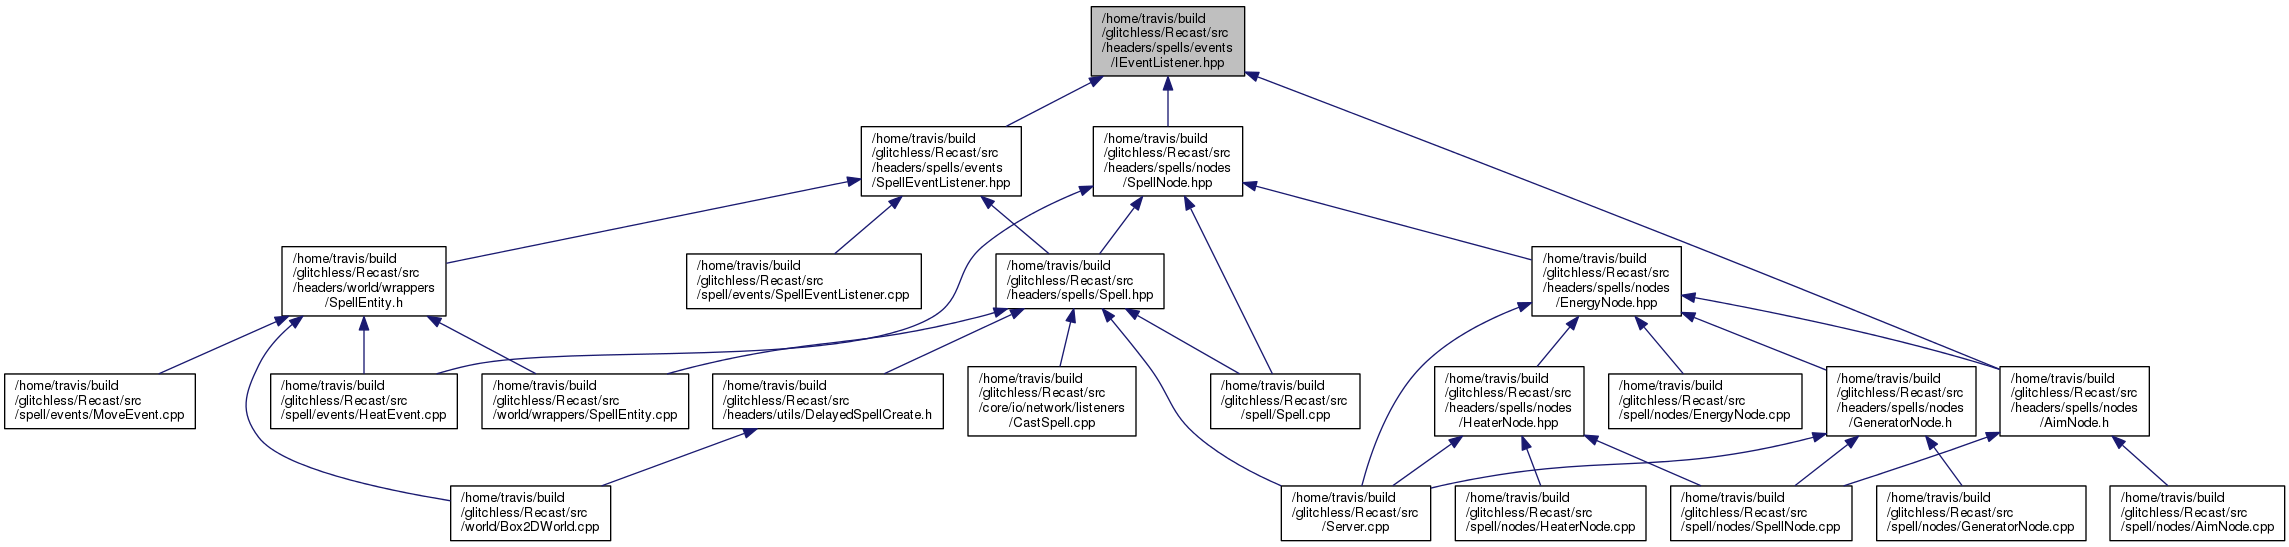 /home/travis/build
/glitchless/Recast/src
/headers/spells/events
/IEventListener.hpp
/home/travis/build
/glitchless/Recast/src
/headers/spells/events
/SpellEventListener.hpp
/home/travis/build
/glitchless/Recast/src
/headers/spells/nodes
/SpellNode.hpp
/home/travis/build
/glitchless/Recast/src
/headers/world/wrappers
/SpellEntity.h
/home/travis/build
/glitchless/Recast/src
/spell/events/SpellEventListener.cpp
/home/travis/build
/glitchless/Recast/src
/headers/spells/Spell.hpp
/home/travis/build
/glitchless/Recast/src
/headers/spells/nodes
/EnergyNode.hpp
/home/travis/build
/glitchless/Recast/src
/spell/events/MoveEvent.cpp
/home/travis/build
/glitchless/Recast/src
/spell/events/HeatEvent.cpp
/home/travis/build
/glitchless/Recast/src
/world/wrappers/SpellEntity.cpp
/home/travis/build
/glitchless/Recast/src
/headers/utils/DelayedSpellCreate.h
/home/travis/build
/glitchless/Recast/src
/core/io/network/listeners
/CastSpell.cpp
/home/travis/build
/glitchless/Recast/src
/spell/Spell.cpp
/home/travis/build
/glitchless/Recast/src
/headers/spells/nodes
/HeaterNode.hpp
/home/travis/build
/glitchless/Recast/src
/spell/nodes/EnergyNode.cpp
/home/travis/build
/glitchless/Recast/src
/headers/spells/nodes
/GeneratorNode.h
/home/travis/build
/glitchless/Recast/src
/headers/spells/nodes
/AimNode.h
/home/travis/build
/glitchless/Recast/src
/world/Box2DWorld.cpp
/home/travis/build
/glitchless/Recast/src
/Server.cpp
/home/travis/build
/glitchless/Recast/src
/spell/nodes/HeaterNode.cpp
/home/travis/build
/glitchless/Recast/src
/spell/nodes/SpellNode.cpp
/home/travis/build
/glitchless/Recast/src
/spell/nodes/GeneratorNode.cpp
/home/travis/build
/glitchless/Recast/src
/spell/nodes/AimNode.cpp